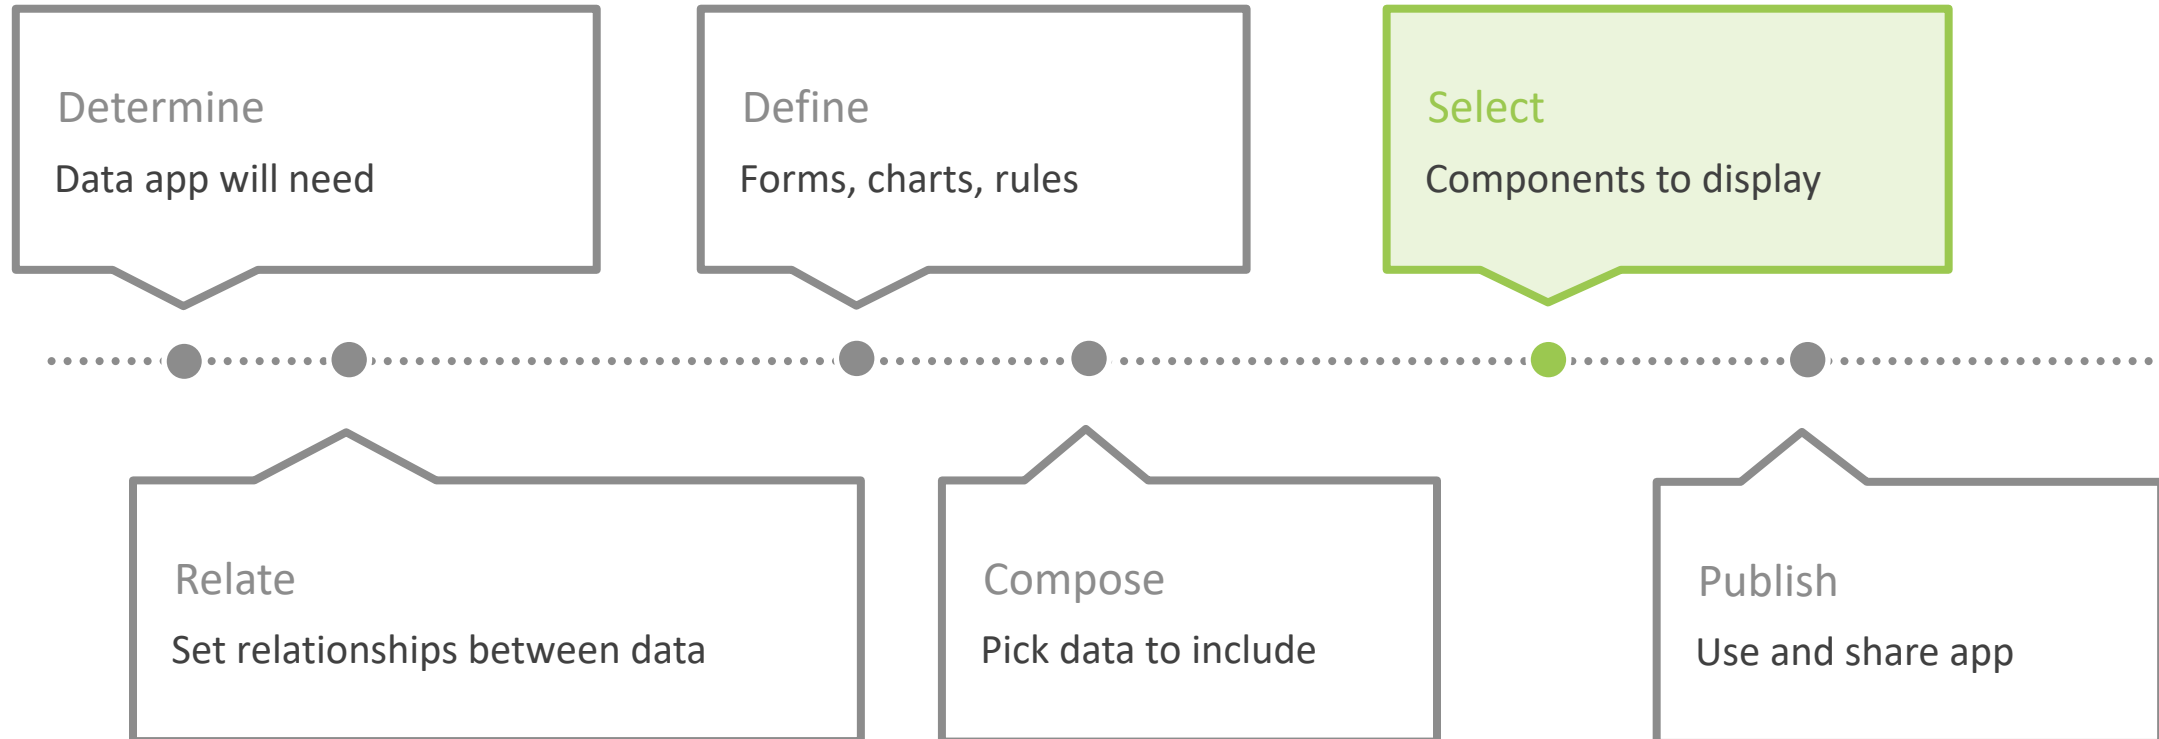 Determine
Data app will need
Define
Forms, charts, rules
Select
Components to display
Relate
Set relationships between data
Compose
Pick data to include
Publish
Use and share app